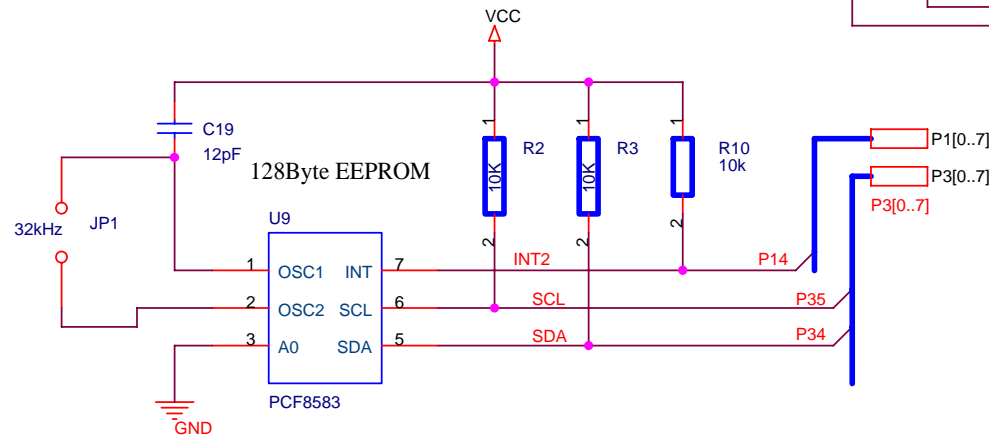 VCC
C19
12pF
128Byte EEPROM
1
R2
10K
2
1
R3
10K
2
1
R10
10k
2
P1[0..7]
P3[0..7]
P3[0..7]
32kHz
JP1
U9
1
OSC1
INT
7
INT2
P14
2
OSC2
SCL
6
SCL
P35
3
A0
SDA
5
SDA
P34
PCF8583
GND